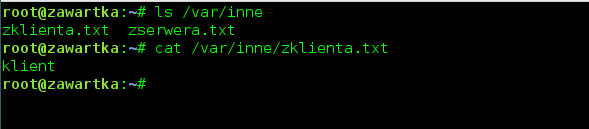 root@zawartka:~# ls /var/inne
zklienta.txt  zserwera.txt
root@zawartka:~# cat /var/inne/zklienta.txt
klient
root@zawartka:~#